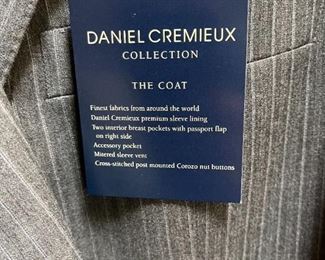 DANIEL CREMIEUX
COLLECTION
THE COAT
Finest fabrics from around the world
Daniel Cremieux premium sleeve lining
Two interior breast pockets with passport flap
on right side
Accessory pocket
Mitered sleeve vent
Cross-stitched post mounted Corozo nut buttons